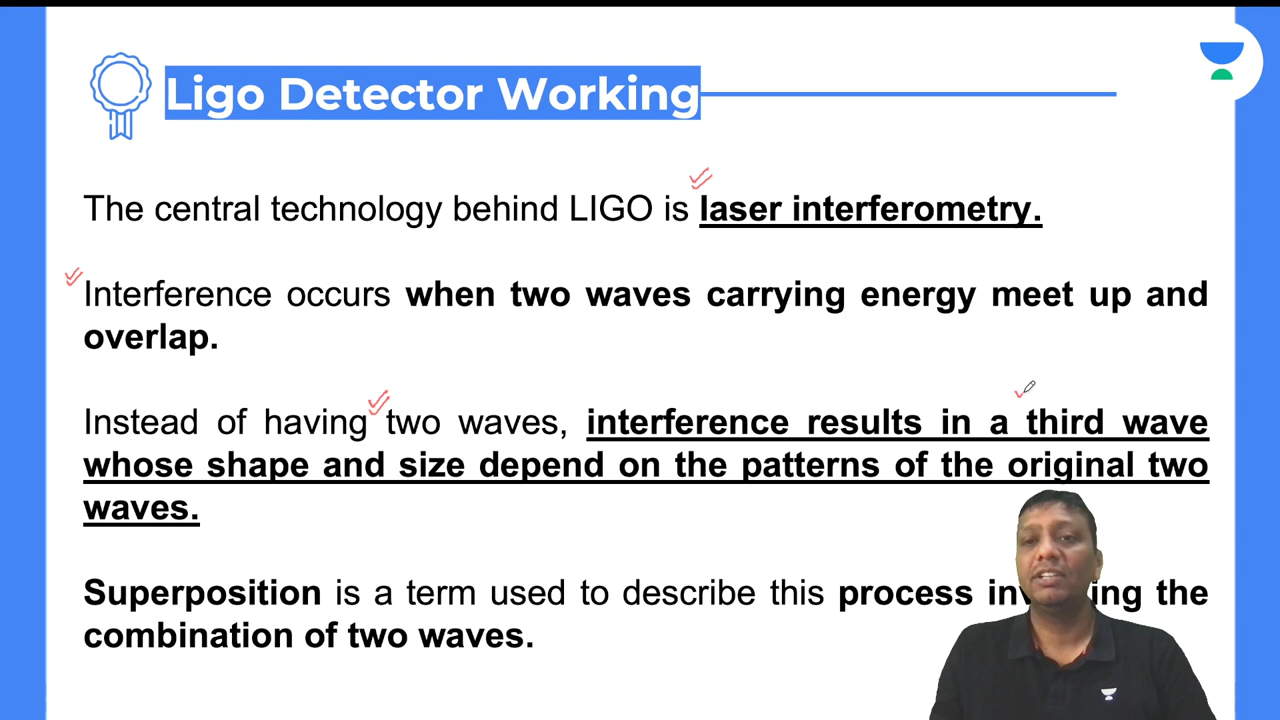 Ligo Detector Working
The central technology behind LIGO is laser interferometry.
Interference occurs when two waves carrying energy meet up and
overlap.
Instead of having two waves, interference results in a third wave
whose shape and size depend on the patterns of the original two
waves.
Superposition is a term used to describe this process the
combination of two waves.